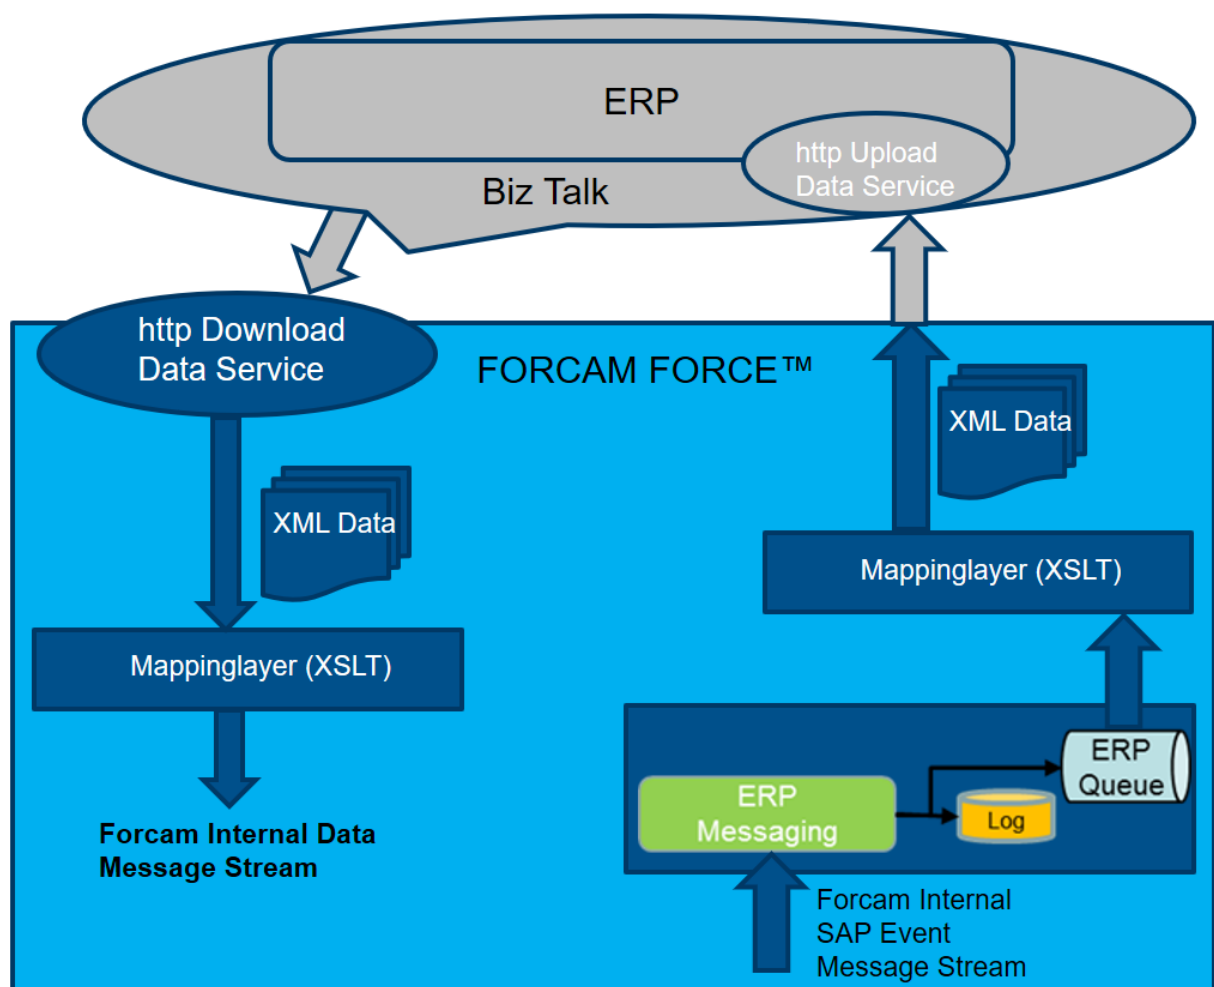 ERP
http Upload
Data Service
Biz Talk
http Download
Data Service
FORCAM FORCE™
XML Data
XML Data
Mappinglayer (XSLT)
Mappinglayer (XSLT)
ERP
Queue
ERP
Messaging
Log
Forcam Internal Data
Message Stream
Forcam Internal
SAP Event
Message Stream